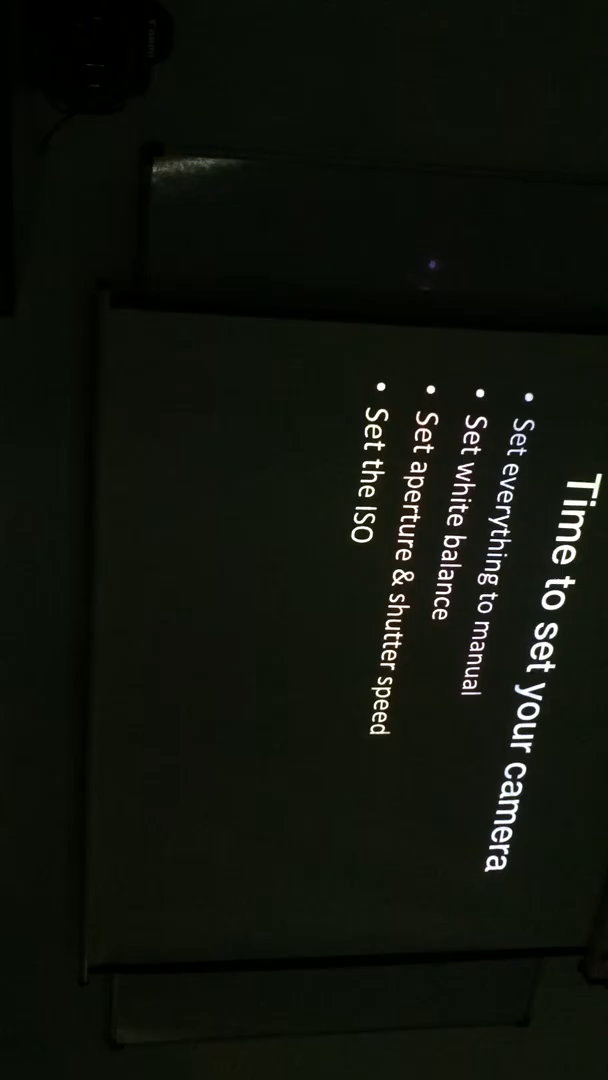 Time to set your camera
• Set everything to manual
• Set white balance
• Set aperture & shutter speed
• Set the ISO